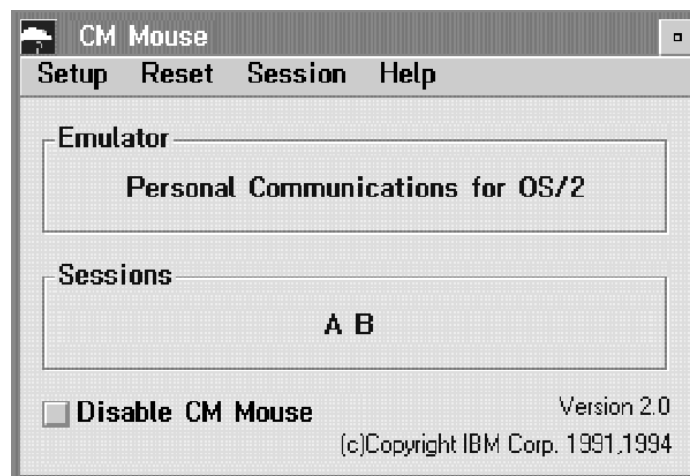 CM Mouse
Setup Reset Session Help
Emulator
Personal Communications for OS/2
Sessions
A B
Disable CM Mouse
Version 2.0
(c)Copyright IBM Corp. 1991,1994